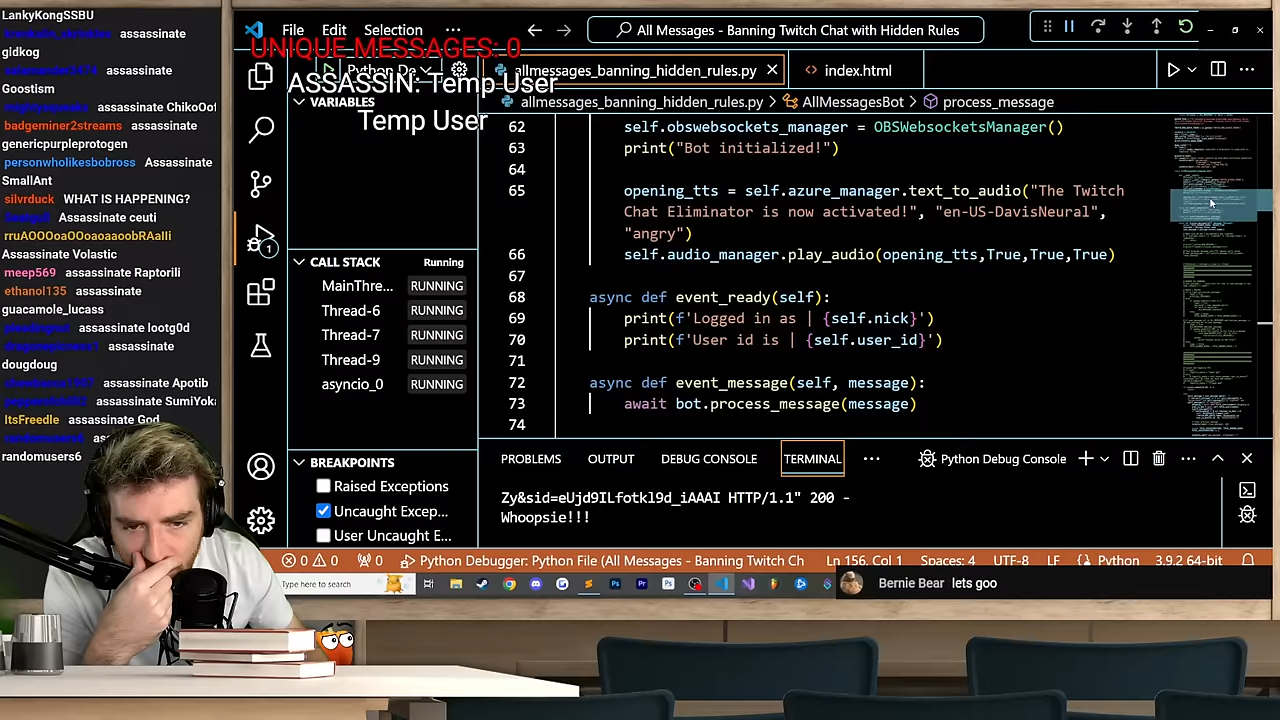 LankyKongSSBU
assassinate
gidkog
assassinate
Goostism
assassinate ChikoOof
badgeminer2streams assassinate
genericpurpleprotogen
personwholikesbobross Assassinate
SmallAnt
silvrduck WHAT IS HAPPENING?
Assassinate ceuti
rruAOOOoaOOoaoaaoobRAalli
Assassinate Volastic
meep569 assassinate Raptorili
ethanol135 assassinate
guacamole_lucass
assassinate lootg0d
assassinate
dougdoug
assassinate Apotib
assassinate SumiYok
ItsFreedle assassinate God
randomusers6
File Edit Selection ···
All Messages - Banning Twitch Chat with Hidden Rules
UNIQUE MESSAGES: 0
ASSASSIN: Temp User
Temp User
allmessages_banning_hidden_rules.py
index.html
allmessages_banning_hidden_rules.py > AllMessagesBot > process_message
VARIABLES
CALL STACK Running
MainThre... RUNNING
Thread-6 RUNNING
Thread-7 RUNNING
Thread-9 RUNNING
asyncio_0 RUNNING
BREAKPOINTS
Raised Exceptions
Uncaught Excep...
User Uncaught E...
1
62 self.obswebsockets_manager = OBSWebsocketsManager()
63 print("Bot initialized!")
64
65 opening_tts = self.azure_manager.text_to_audio("The Twitch
Chat Eliminator is now activated!", "en-US-DavisNeural",
"angry")
66 self.audio_manager.play_audio(opening_tts,True,True,True)
67
68 async def event_ready(self):
69 print(f'Logged in as | {self.nick}')
70 print(f'User id is | {self.user_id}')
71
72 async def event_message(self, message):
73 await bot.process_message(message)
74
PROBLEMS OUTPUT DEBUG CONSOLE TERMINAL ··· Python Debug Console
Zy&sid=eUjd9ILfotkl9d_iAAAI HTTP/1.1" 200 -
Whoopsie!!!
0 0 0 Python Debugger: Python File (All Messages - Banning Twitch Ch Ln 156, Col 1 Spaces: 4 UTF-8 LF Python 3.9.2 64-bit
Type here to search
Bernie Bear lets goo